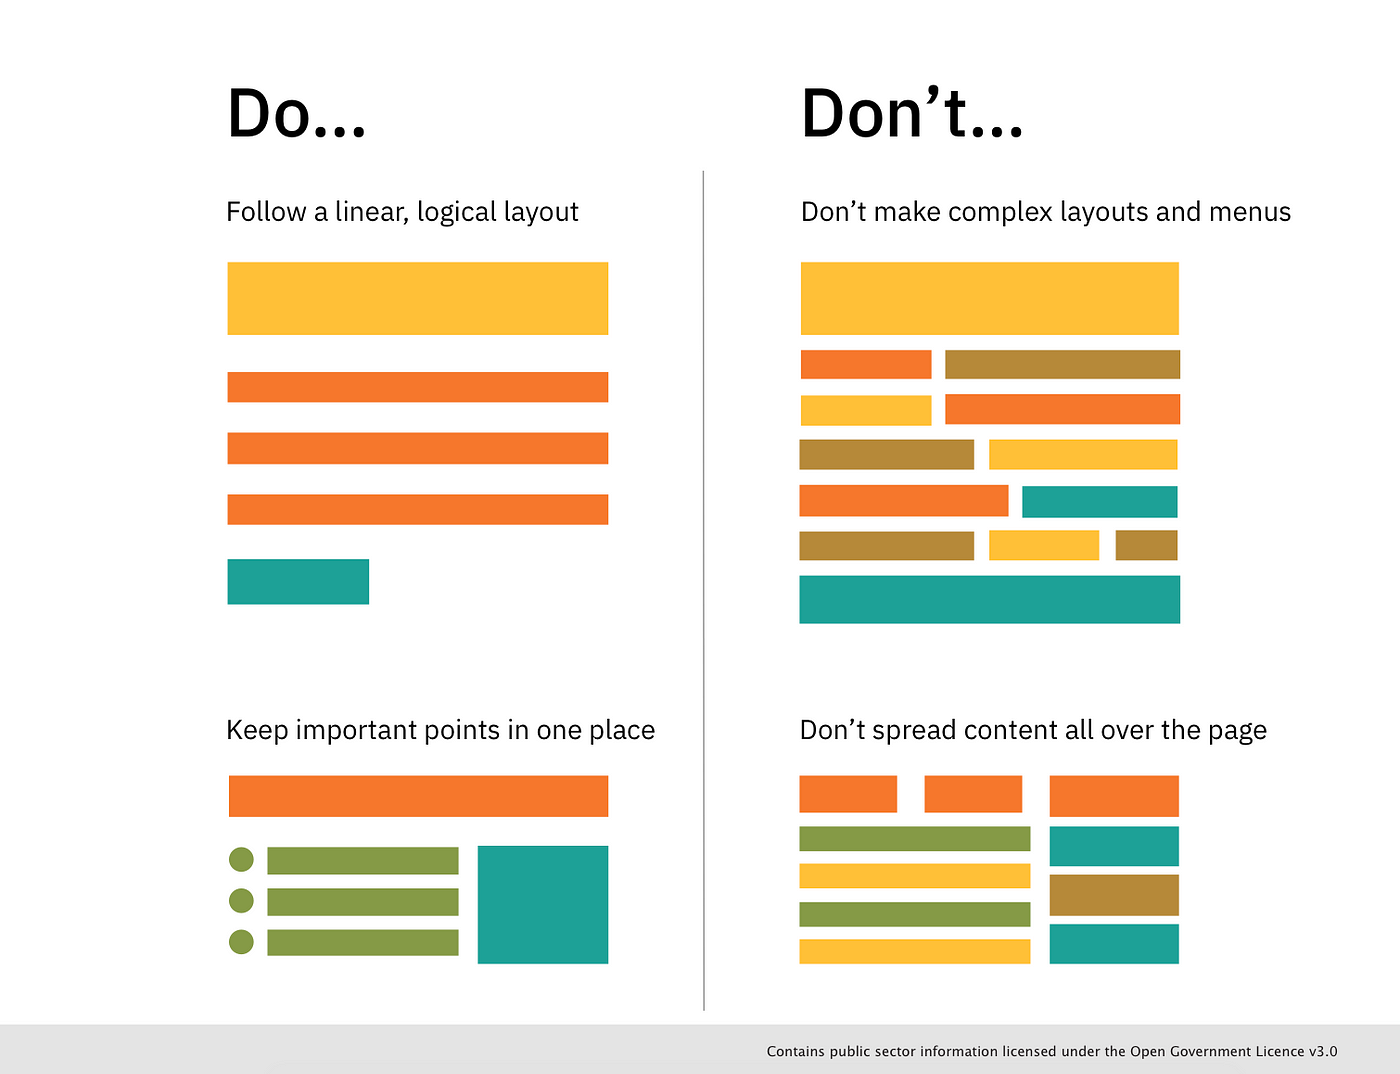 Do...
Follow a linear, logical layout
Keep important points in one place
Don’t...
Don’t make complex layouts and menus
Don’t spread content all over the page
Contains public sector information licensed under the Open Government Licence v3.0